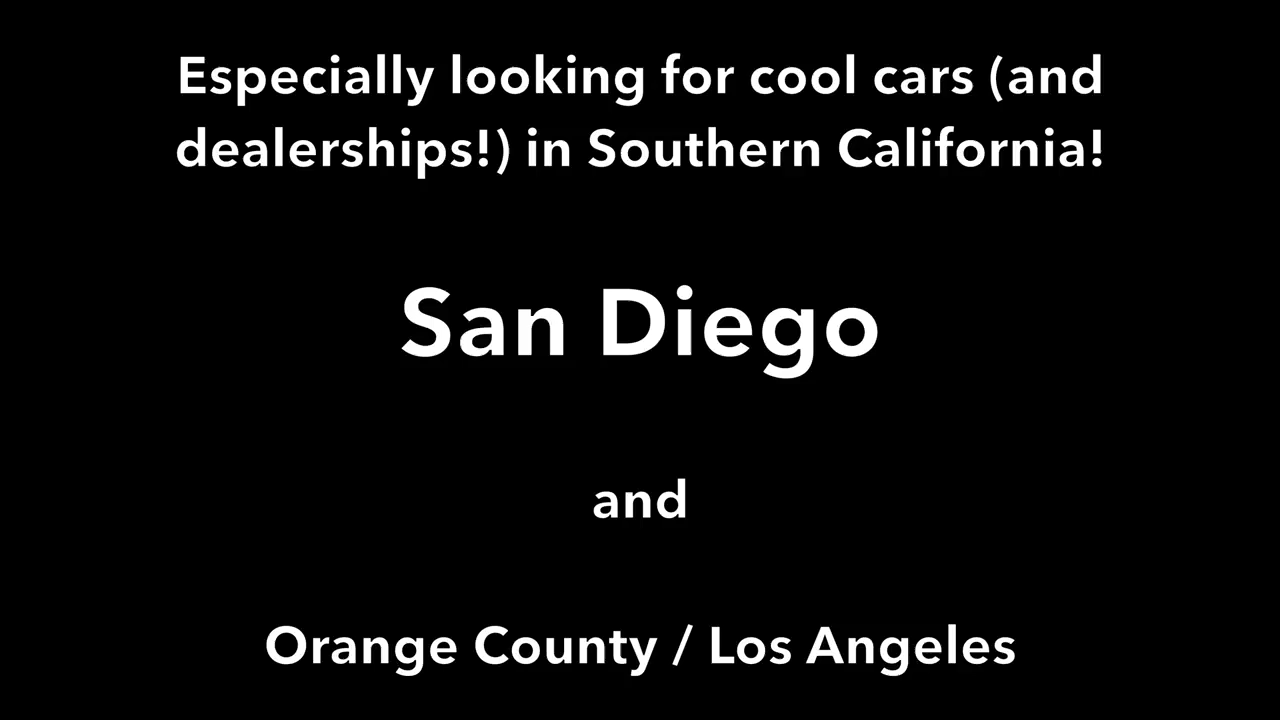 Especially looking for cool cars (and
dealerships!) in Southern California!
San Diego
and
Orange County / Los Angeles